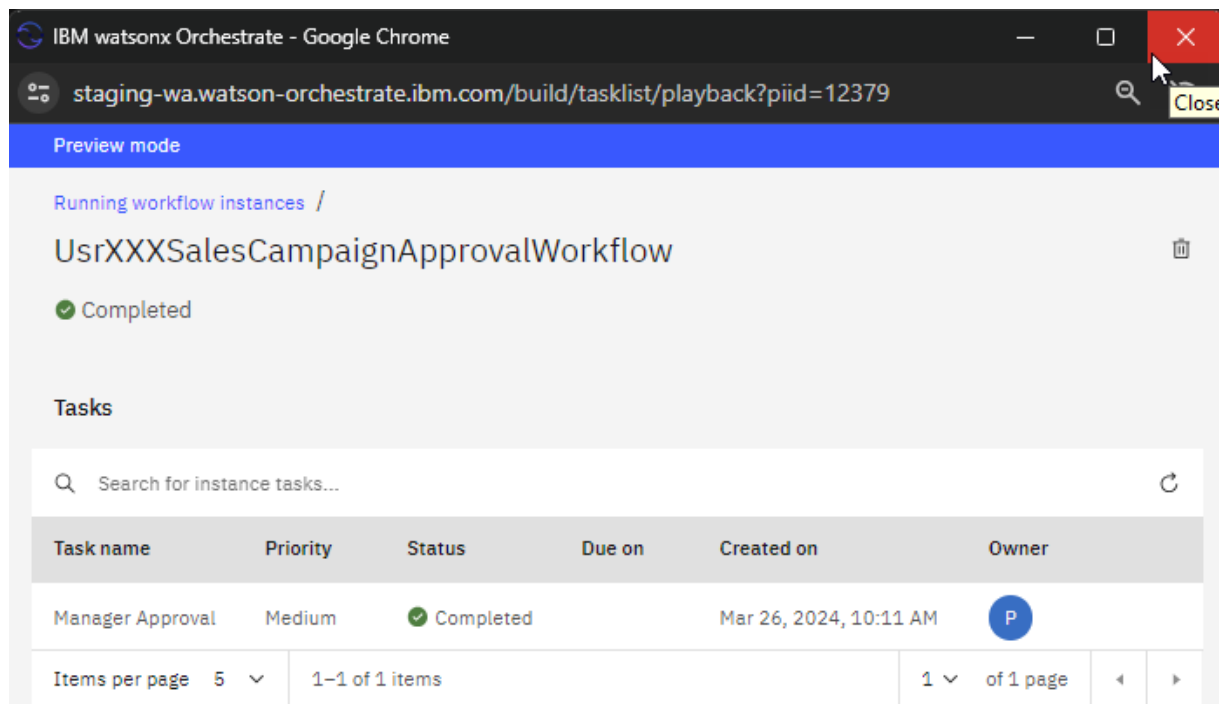 IBM watsonx Orchestrate - Google Chrome
staging-wa.watson-orchestrate.ibm.com/build/tasklist/playback?piid=12379
Close
Preview mode
Running workflow instances /
UsrXXXSalesCampaignApprovalWorkflow
Completed
Tasks
Search for instance tasks...
Task name Priority Status Due on Created on Owner
Manager Approval Medium Completed Mar 26, 2024, 10:11 AM P
Items per page 5 1–1 of 1 items 1 of 1 page